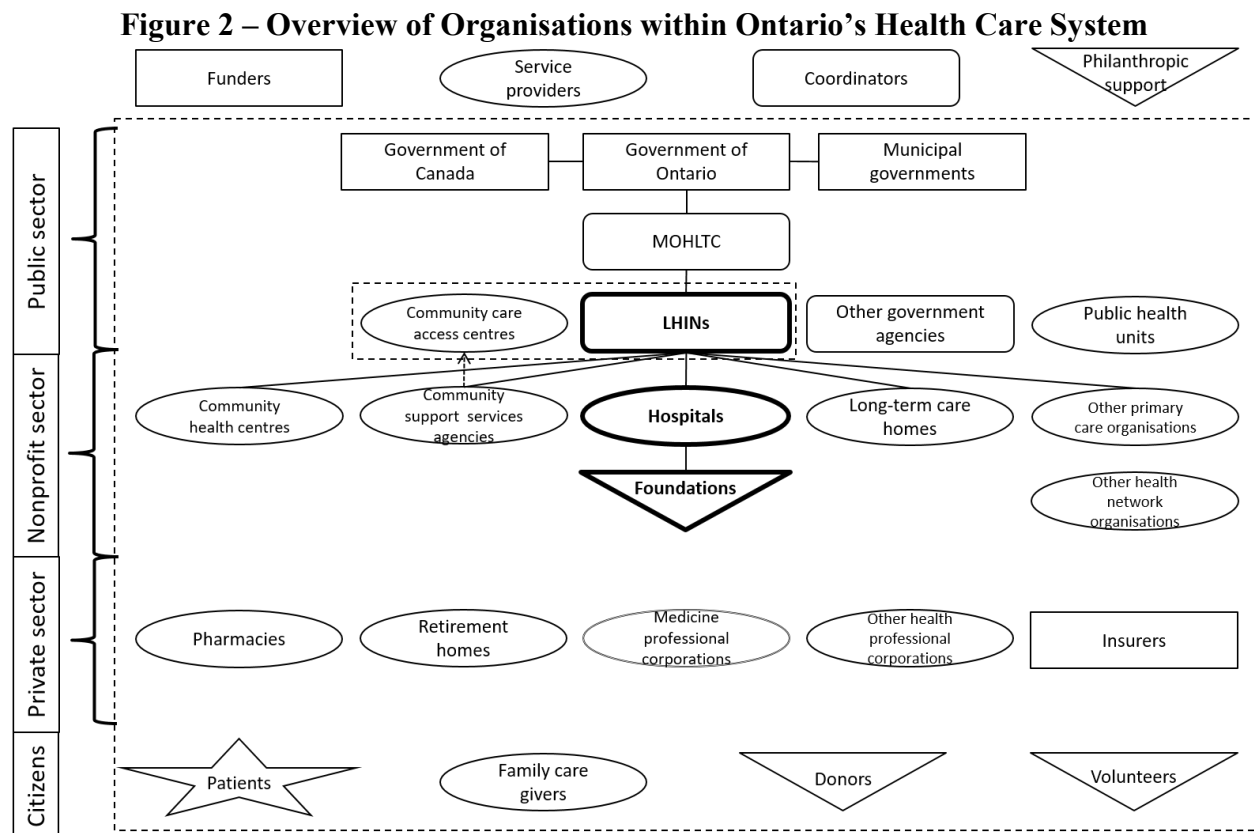 Figure 2 – Overview of Organisations within Ontario's Health Care System
Funders
Service
providers
Coordinators
Philanthropic
support
Public sector
Government of
Canada
Government of
Ontario
Municipal
governments
MOHLTC
Community care
access centres
LHINs
Other government
agencies
Public health
units
Nonprofit sector
Community
health centres
Community
support services
agencies
Hospitals
Long-term care
homes
Other primary
care organisations
Foundations
Other health
network
organisations
Private sector
Pharmacies
Retirement
homes
Medicine
professional
corporations
Other health
professional
corporations
Insurers
Citizens
Patients
Family care
givers
Donors
Volunteers